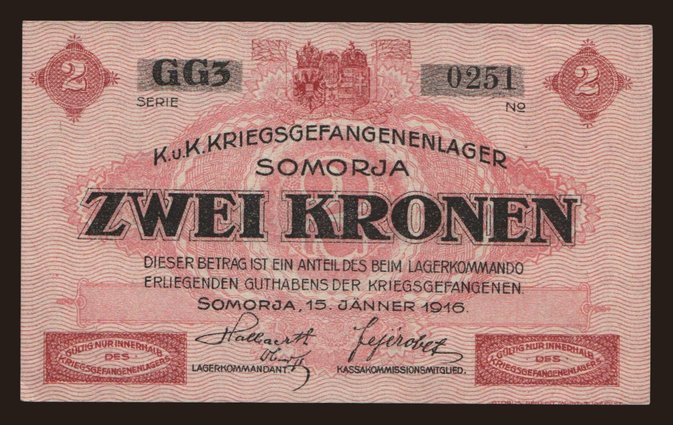 2 GG3 0251 2
SERIE No
K.u.K. KRIEGSGEFANGENENLAGER
SOMORJA
ZWEI KRONEN
DIESER BETRAG IST EIN ANTEIL DES BEIM LAGERKOMMANDO
ERLIEGENDEN GUTHABENS DER KRIEGSGEFANGENEN.
SOMORJA, 15. JÄNNER 1916.
GÜLTIG NUR INNERHALB
DES
KRIEGSGEFANGENENLAGERS
LAGERKOMMANDANT.
KASSAKOMMISSIONSMITGLIED.
GÜLTIG NUR INNERHALB
DES
KRIEGSGEFANGENENLAGERS